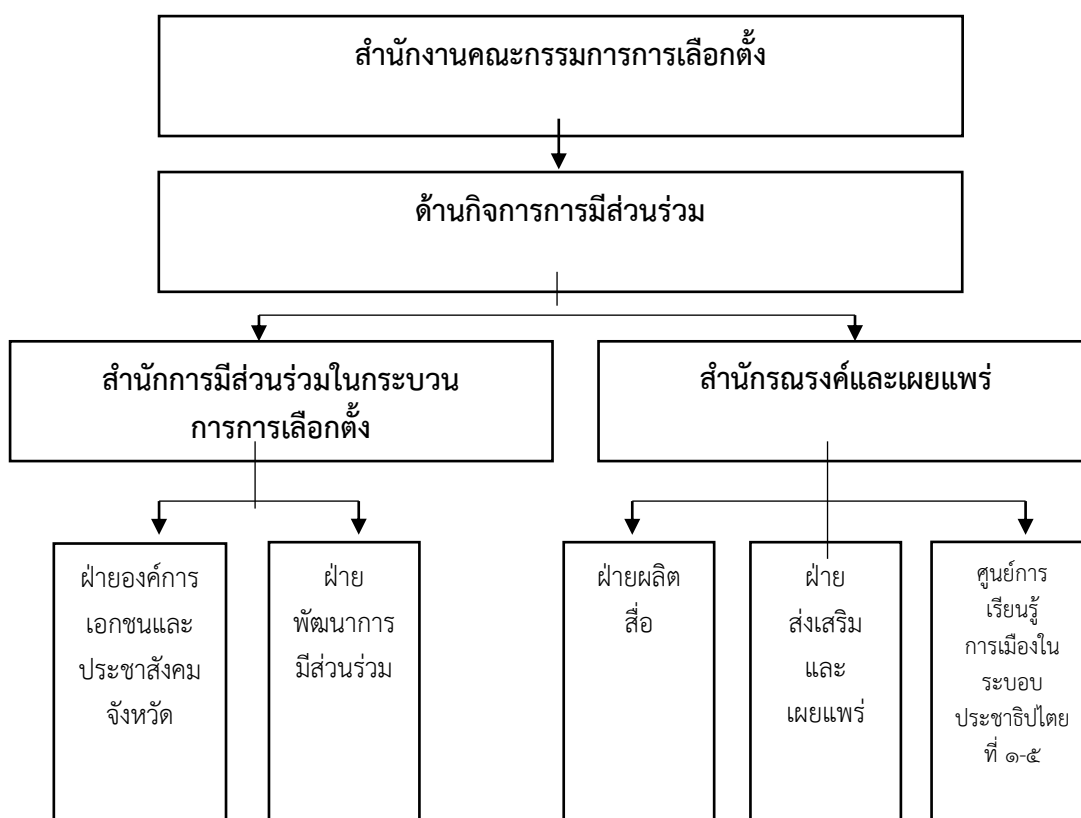 สำนักงานคณะกรรมการการเลือกตั้ง
ด้านกิจการการมีส่วนร่วม
สำนักการมีส่วนร่วมในกระบวน
การการเลือกตั้ง
สำนักรณรงค์และเผยแพร่
ฝ่ายองค์การ
เอกชนและ
ประชาสังคม
จังหวัด
ฝ่าย
พัฒนาการ
มีส่วนร่วม
ฝ่ายผลิต
สื่อ
ฝ่าย
ส่งเสริม
และ
เผยแพร่
ศูนย์การ
เรียนรู้
การเมืองใน
ระบอบ
ประชาธิปไตย
ที่ ๑-๕